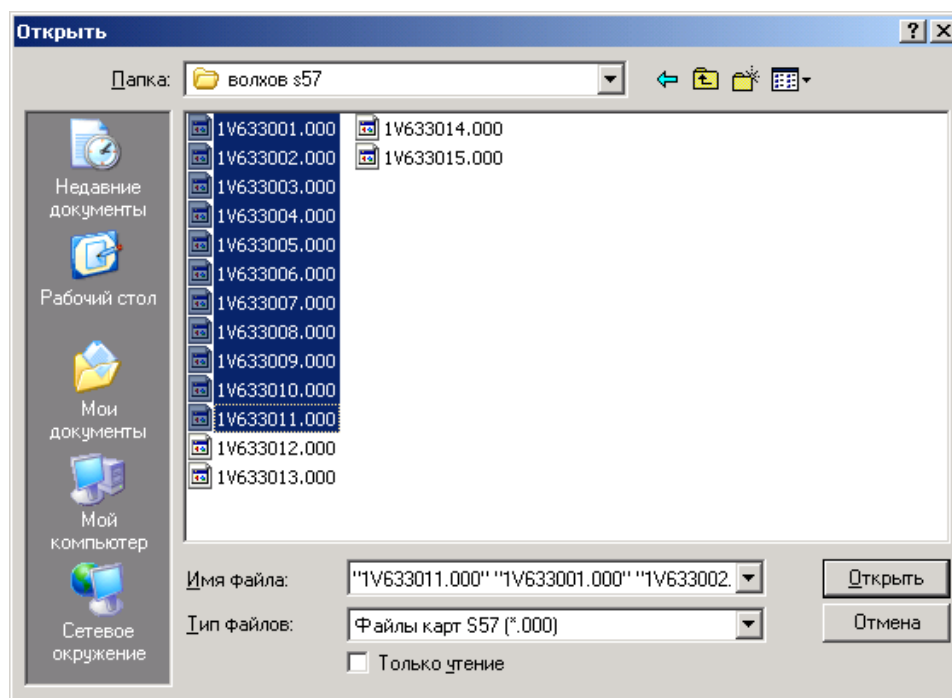 Открыть
Папка: волхов s57
Недавние
документы
Рабочий стол
Мои
документы
Мой
компьютер
Сетевое
окружение
1V633001.000
1V633002.000
1V633003.000
1V633004.000
1V633005.000
1V633006.000
1V633007.000
1V633008.000
1V633009.000
1V633010.000
1V633011.000
1V633012.000
1V633013.000
1V633014.000
1V633015.000
Имя файла: "1V633011.000" "1V633001.000" "1V633002. Открыть
Тип файлов: Файлы карт S57 (*.000) Отмена
Только чтение